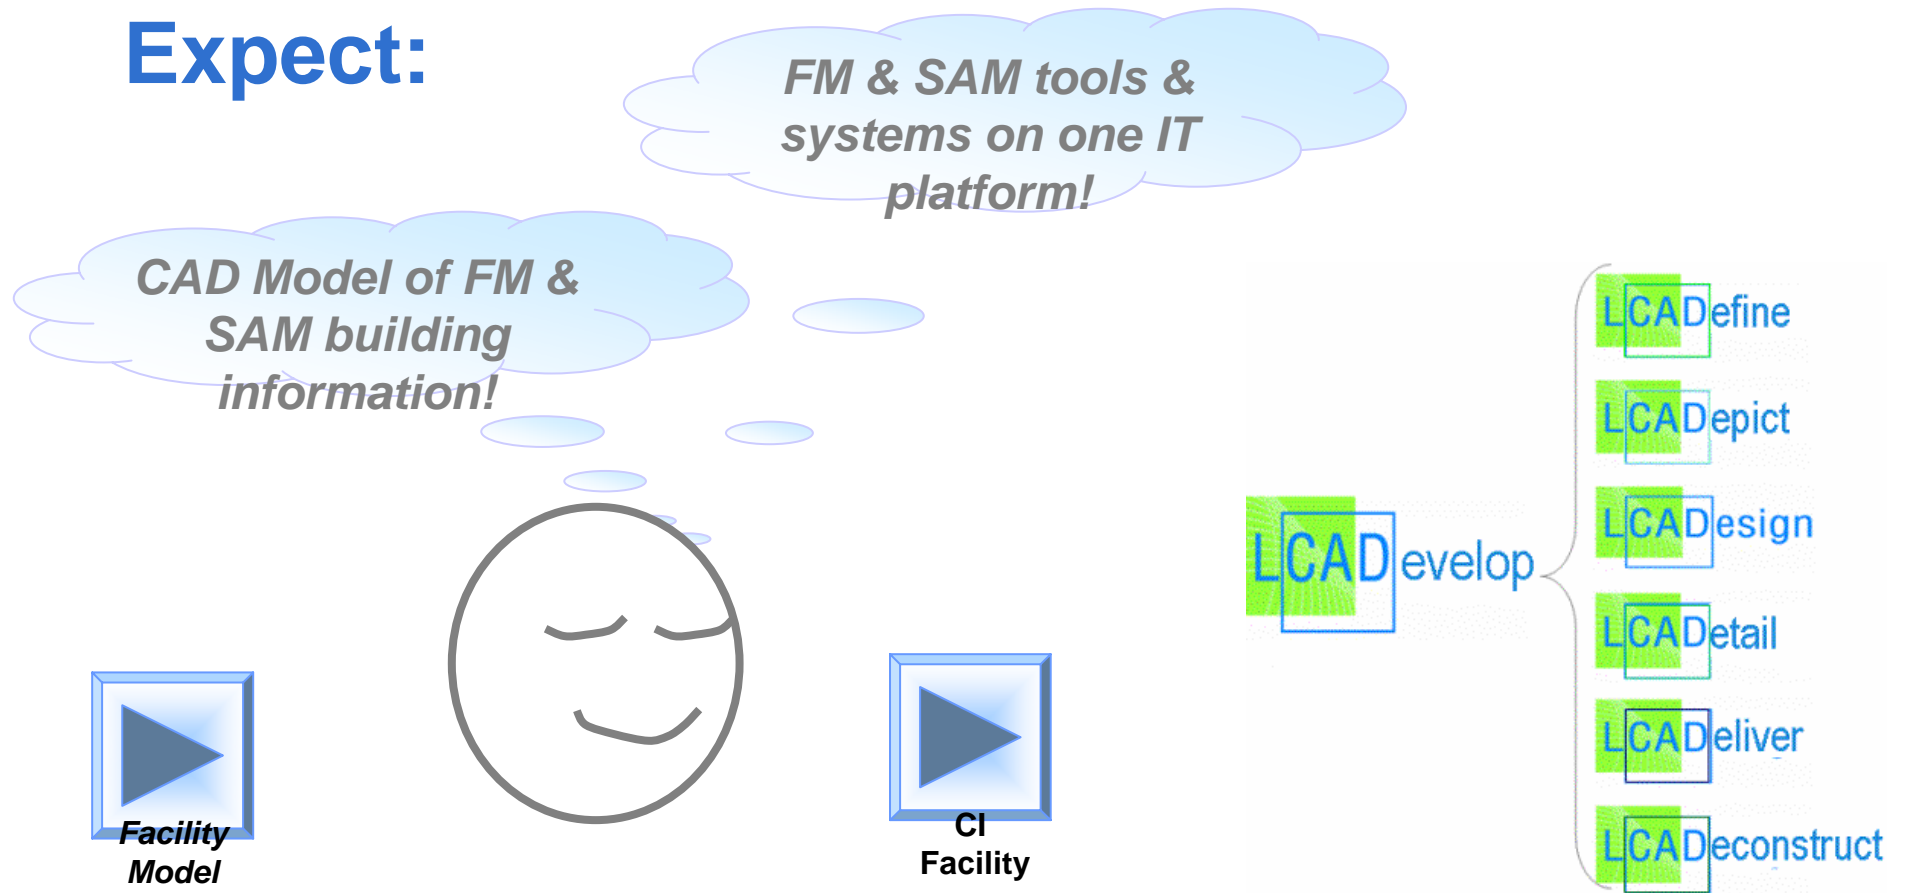 Expect:
FM & SAM tools &
systems on one IT
platform!
CAD Model of FM &
SAM building
information!
LCADevelop
LCADefine
LCADepict
LCADesign
LCADetail
LCADeliver
LCADeconstruct
Facility
Model
CI
Facility